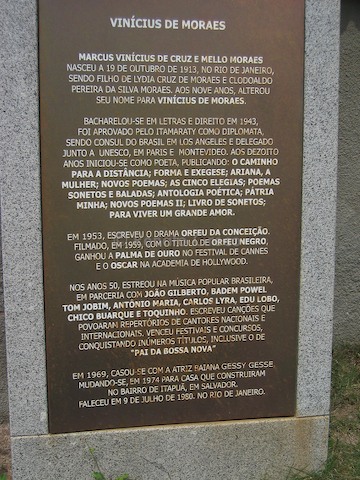 VINÍCIUS DE MORAES
MARCUS VINÍCIUS DE CRUZ E MELLO MORAES
NASCEU A 19 DE OUTUBRO DE 1913, NO RIO DE JANEIRO,
SENDO FILHO DE LYDIA CRUZ DE MORAES E CLODOALDO
PEREIRA DA SILVA MORAES. AOS NOVE ANOS, ALTEROU
SEU NOME PARA VINÍCIUS DE MORAES.
BACHARELOU-SE EM LETRAS E DIREITO EM 1943,
FOI APROVADO PELO ITAMARATY COMO DIPLOMATA,
SENDO CONSUL DO BRASIL EM LOS ANGELES E DELEGADO
JUNTO A UNESCO, EM PARIS E MONTEVIDEO. AOS DEZOITO
ANOS INICIOU-SE COMO POETA, PUBLICANDO: O CAMINHO
PARA A DISTÂNCIA; FORMA E EXEGESE; ARIANA, A
MULHER; NOVOS POEMAS; AS CINCO ELEGIAS; POEMAS
SONETOS E BALADAS; ANTOLOGIA POÉTICA; PÁTRIA
MINHA; NOVOS POEMAS II; LIVRO DE SONETOS;
PARA VIVER UM GRANDE AMOR.
EM 1953, ESCREVEU O DRAMA ORFEU DA CONCEIÇÃO.
FILMADO, EM 1959, COM O TITULO DE ORFEU NEGRO,
GANHOU A PALMA DE OURO NO FESTIVAL DE CANNES
E O OSCAR NA ACADEMIA DE HOLLYWOOD.
NOS ANOS 50, ESTREOU NA MÚSICA POPULAR BRASILEIRA,
EM PARCERIA COM JOÃO GILBERTO, BADEM POWEL
TOM JOBIM, ANTÔNIO MARIA, CARLOS LYRA, EDU LOBO,
CHICO BUARQUE E TOQUINHO. ESCREVEU CANÇÕES QUE
POVOARAM REPERTÓRIOS DE CANTORES NACIONAIS E
INTERNACIONAIS. VENCEU FESTIVAIS E CONCURSOS,
CONQUISTANDO INÚMEROS TÍTULOS, INCLUSIVE O DE
"PAI DA BOSSA NOVA"
EM 1969, CASOU-SE COM A ATRIZ BAIANA GESSY GESSE.
MUDANDO-SE, EM 1974 PARA CASA QUE CONSTRUIRAM
NO BAIRRO DE ITAPUÃ, EM SALVADOR.
FALECEU EM 9 DE JULHO DE 1980. NO RIO DE JANEIRO.